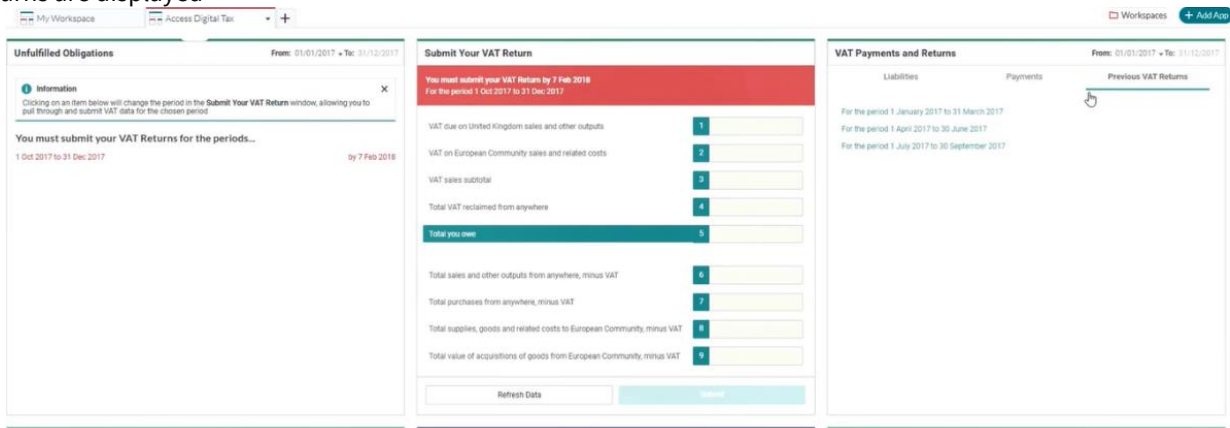 My Workspace
Access Digital Tax
+
Workspaces
+ Add App
Unfulfilled Obligations
From: 01/01/2017 To: 31/12/2017
Information
Clicking on an item below will change the period in the Submit Your VAT Return window, allowing you to
pull through and submit VAT data for the chosen period
You must submit your VAT Returns for the periods...
1 Oct 2017 to 31 Dec 2017
by 7 Feb 2018
Submit Your VAT Return
You must submit your VAT Return by 7 Feb 2018
For the period 1 Oct 2017 to 31 Dec 2017
VAT due on United Kingdom sales and other outputs 1
VAT on European Community sales and related costs 2
VAT sales subtotal 3
Total VAT reclaimed from anywhere 4
Total you owe 5
Total sales and other outputs from anywhere, minus VAT 6
Total purchases from anywhere, minus VAT 7
Total supplies, goods and related costs to European Community, minus VAT 8
Total value of acquisitions of goods from European Community, minus VAT 9
Refresh Data
Submit
VAT Payments and Returns
From: 01/01/2017 To: 31/12/2017
Liabilities
Payments
Previous VAT Returns
For the period 1 January 2017 to 31 March 2017
For the period 1 April 2017 to 30 June 2017
For the period 1 July 2017 to 30 September 2017